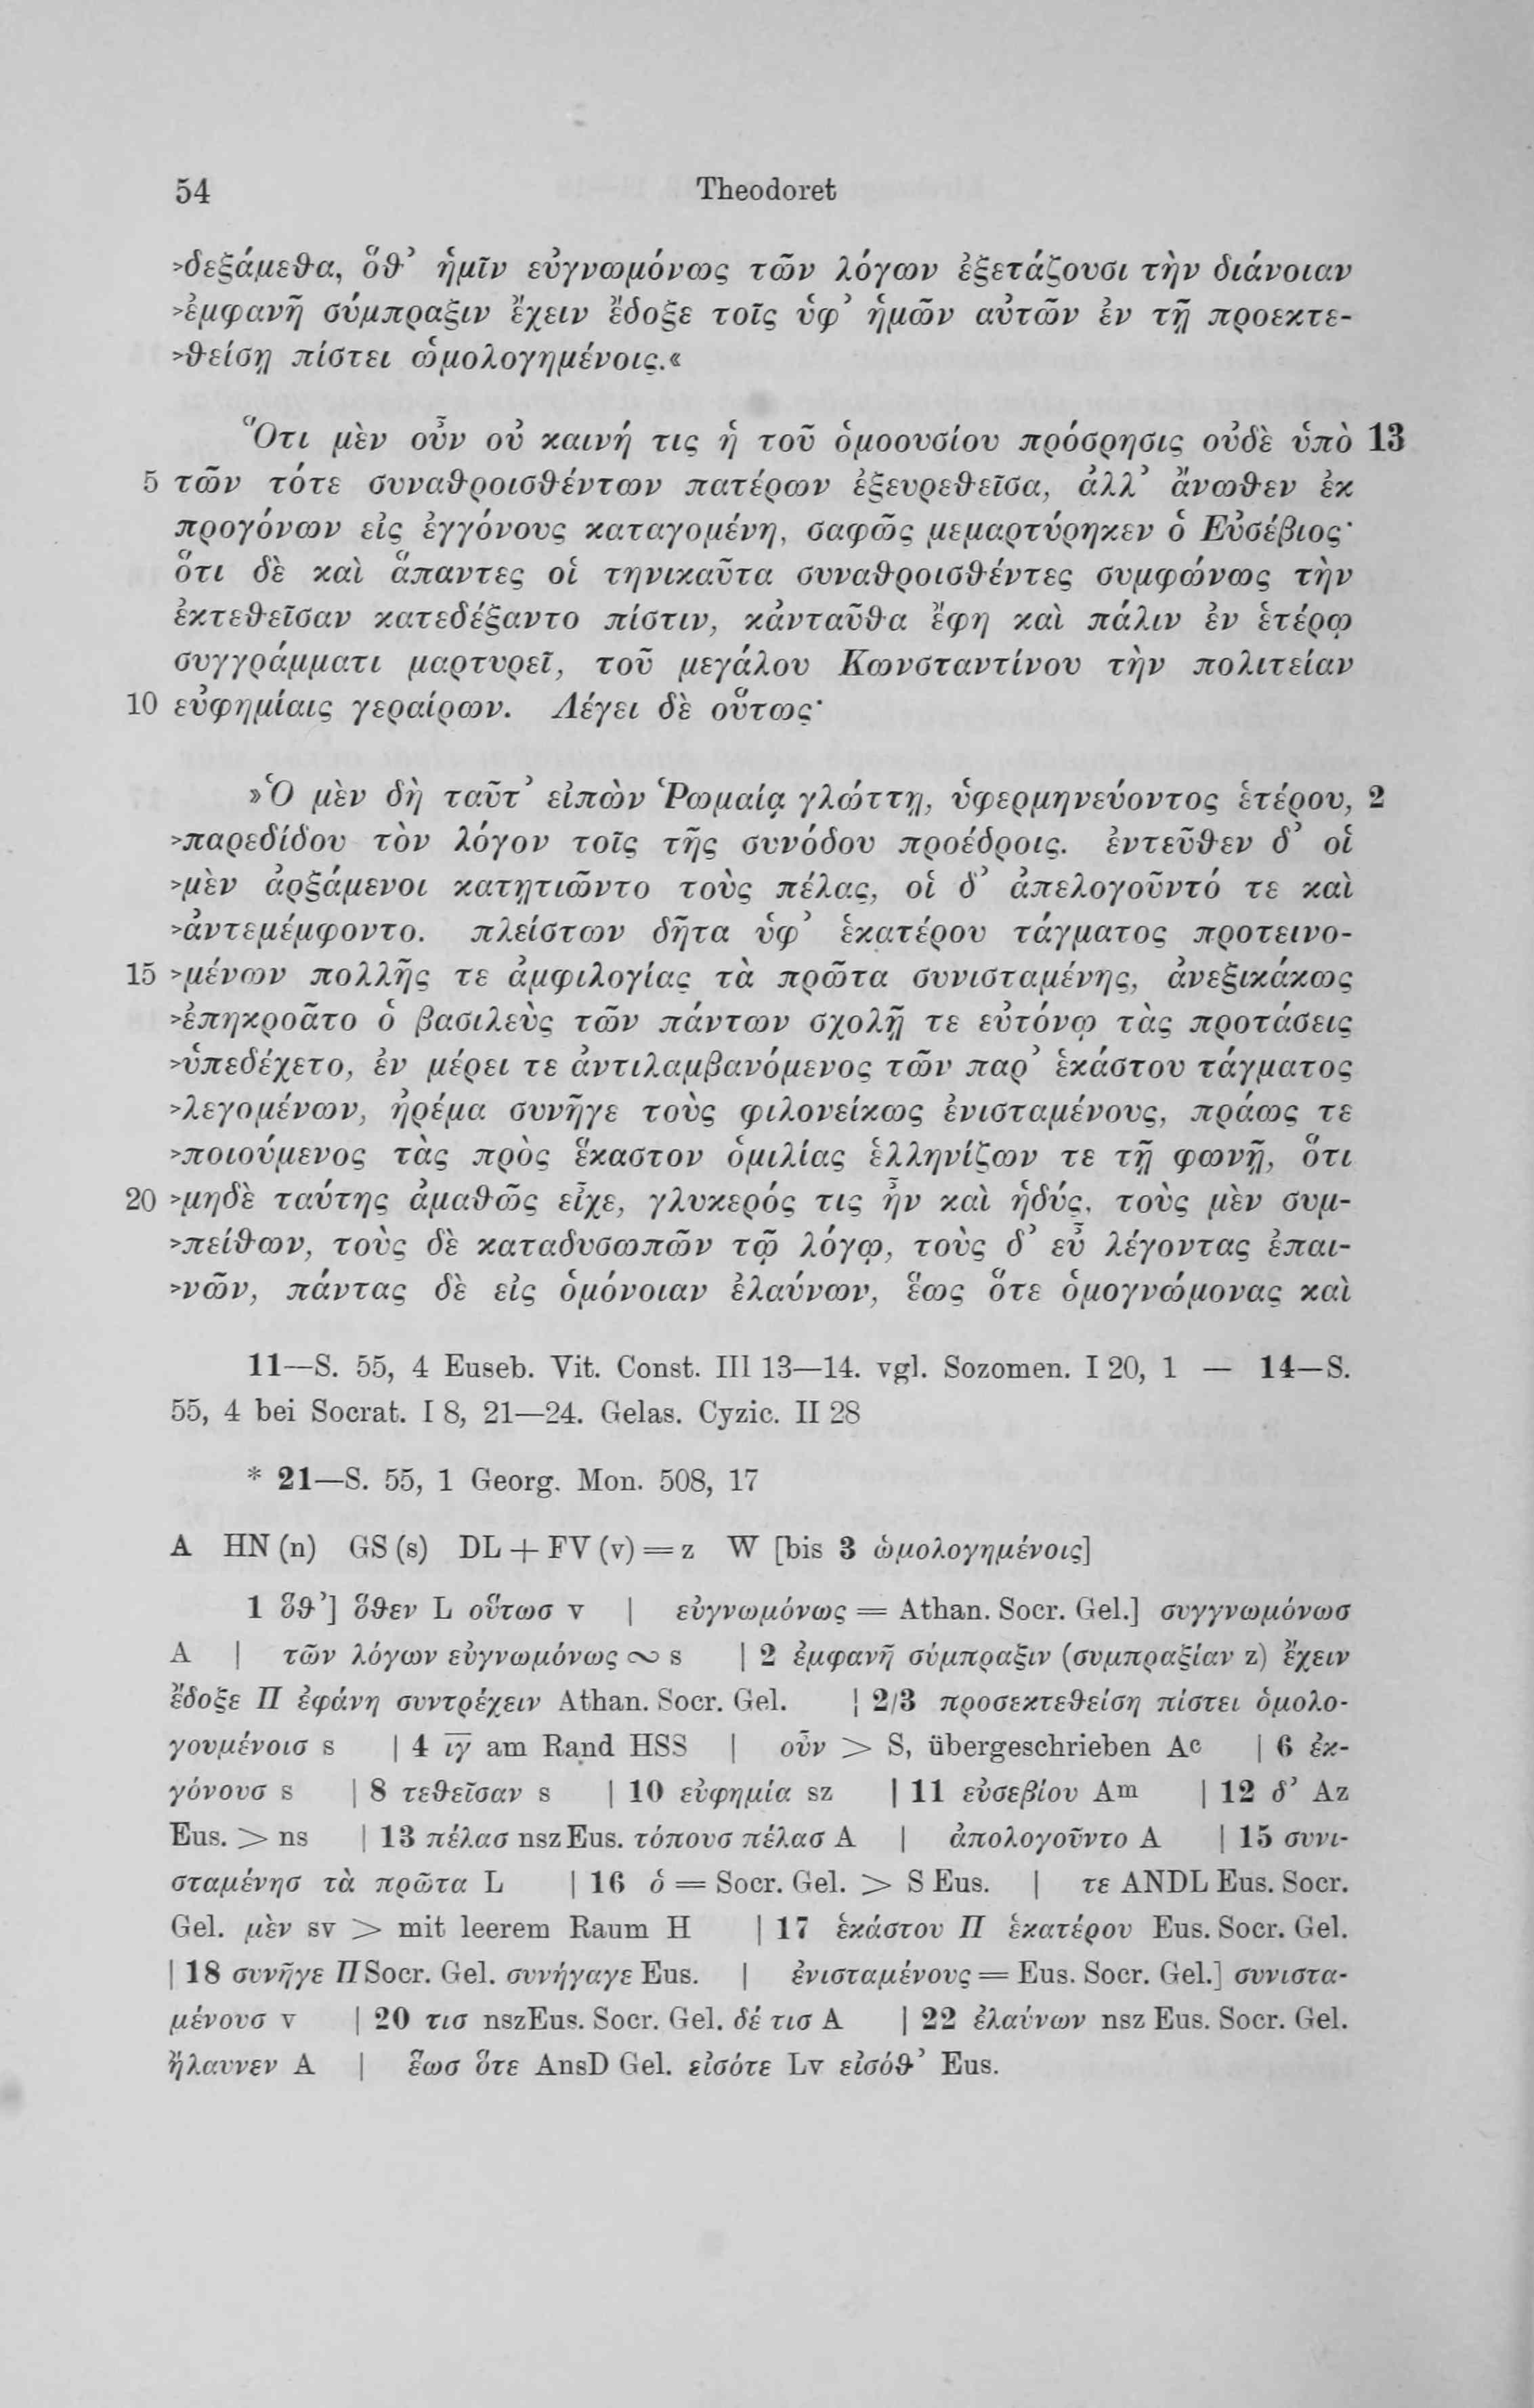 54 Theodoret
>δεξάμεθα, ὅθ’ ἡμῖν εὐγνωμόνως τῶν λόγων ἐξετάζουσι τὴν διάνοιαν
>ἐμφανῆ σύμπραξιν ἔχειν ἔδοξε τοῖς ὑφ’ ἡμῶν αὐτῶν ἐν τῇ προεκτε-
>θείσῃ πίστει ὡμολογημένοις.«
Ὅτι μὲν οὖν οὐ καινή τις ἡ τοῦ ὁμοουσίου πρόσρησις οὐδὲ ὑπὸ 13
5 τῶν τότε συναθροισθέντων πατέρων ἐξευρεθεῖσα, ἀλλ’ ἄνωθεν ἐκ
προγόνων εἰς ἐγγόνους καταγομένη, σαφῶς μεμαρτύρηκεν ὁ Εὐσέβιος·
ὅτι δὲ καὶ ἅπαντες οἱ τηνικαῦτα συναθροισθέντες συμφώνως τὴν
ἐκτεθεῖσαν κατεδέξαντο πίστιν, κἀνταῦθα ἔφη καὶ πάλιν ἐν ἑτέρῳ
συγγράμματι μαρτυρεῖ, τοῦ μεγάλου Κωνσταντίνου τὴν πολιτείαν
10 εὐφημίαις γεραίρων. Λέγει δὲ οὕτως·
»Ὁ μὲν δὴ ταῦτ’ εἰπὼν Ῥωμαίᾳ γλώττῃ, ὑφερμηνεύοντος ἑτέρου, 2
>παρεδίδου τὸν λόγον τοῖς τῆς συνόδου προέδροις. ἐντεῦθεν δ’ οἱ
>μὲν ἀρξάμενοι κατῃτιῶντο τοὺς πέλας, οἱ δ’ ἀπελογοῦντό τε καὶ
>ἀντεμέμφοντο. πλείστων δῆτα ὑφ’ ἑκατέρου τάγματος προτεινο-
15 >μένων πολλῆς τε ἀμφιλογίας τὰ πρῶτα συνισταμένης, ἀνεξικάκως
>ἐπηκροᾶτο ὁ βασιλεὺς τῶν πάντων σχολῇ τε εὐτόνῳ τὰς προτάσεις
>ὑπεδέχετο, ἐν μέρει τε ἀντιλαμβανόμενος τῶν παρ’ ἑκάστου τάγματος
>λεγομένων, ἠρέμα συνῆγε τοὺς φιλονείκως ἐνισταμένους, πράως τε
>ποιούμενος τὰς πρὸς ἕκαστον ὁμιλίας ἑλληνίζων τε τῇ φωνῇ, ὅτι
20 >μηδὲ ταύτης ἀμαθῶς εἶχε, γλυκερός τις ἦν καὶ ἡδύς, τοὺς μὲν συμ-
>πείθων, τοὺς δὲ καταδυσωπῶν τῷ λόγῳ, τοὺς δ’ εὖ λέγοντας ἐπαι-
>νῶν, πάντας δὲ εἰς ὁμόνοιαν ἐλαύνων, ἕως ὅτε ὁμογνώμονας καὶ
11—S. 55, 4 Euseb. Vit. Const. III 13—14. vgl. Sozomen. I 20, 1 — 14—S.
55, 4 bei Socrat. I 8, 21—24. Gelas. Cyzic. II 28
* 21—S. 55, 1 Georg. Mon. 508, 17
A HN (n) GS (s) DL + FV (v) = z W [bis 3 ὡμολογημένοις]
1 ὅθ’] ὅθεν L οὕτωσ v | εὐγνωμόνως = Athan. Socr. Gel.] συγγνωμόνωσ
A | τῶν λόγων εὐγνωμόνως ∾ s | 2 ἐμφανῆ σύμπραξιν (συμπραξίαν z) ἔχειν
ἔδοξε Π ἐφάνη συντρέχειν Athan. Socr. Gel. | 2/3 προσεκτεθείση πίστει ὁμολο-
γουμένοισ s | 4 ι̅γ̅ am Rand HSS | οὖν > S, übergeschrieben Aᶜ | 6 ἐκ-
γόνουσ s | 8 τεθεῖσαν s | 10 εὐφημία sz | 11 εὐσεβίου Aᵐ | 12 δ’ Az
Eus. > ns | 13 πέλασ nsz Eus. τόπουσ πέλασ A | ἀπολογοῦντο A | 15 συνι-
σταμένησ τὰ πρῶτα L | 16 ὁ = Socr. Gel. > S Eus. | τε ANDL Eus. Socr.
Gel. μὲν sv > mit leerem Raum H | 17 ἑκάστου Π ἑκατέρου Eus. Socr. Gel.
| 18 συνῆγε Π Socr. Gel. συνήγαγε Eus. | ἐνισταμένους = Eus. Socr. Gel.] συνιστα-
μένουσ v | 20 τισ nszEus. Socr. Gel. δέ τισ A | 22 ἐλαύνων nsz Eus. Socr. Gel.
ἤλαυνεν A | ἕωσ ὅτε AnsD Gel. εἰσότε Lv εἰσόθ’ Eus.